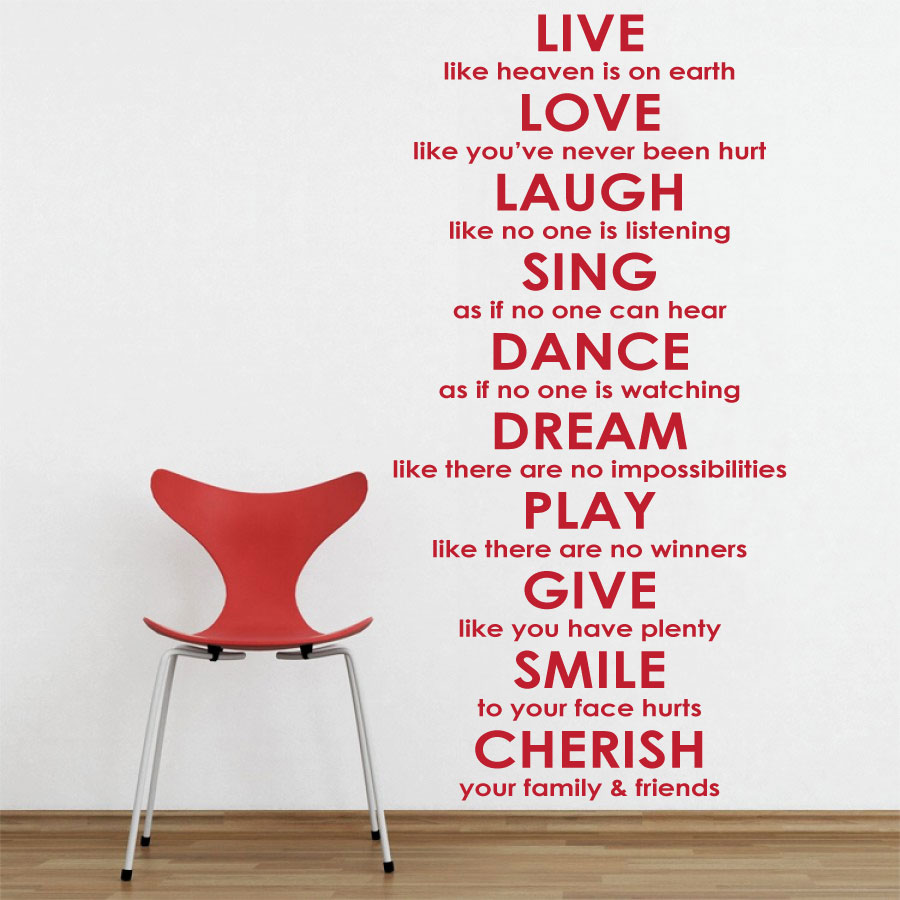 LIVE
like heaven is on earth
LOVE
like you've never been hurt
LAUGH
like no one is listening
SING
as if no one can hear
DANCE
as if no one is watching
DREAM
like there are no impossibilities
PLAY
like there are no winners
GIVE
like you have plenty
SMILE
to your face hurts
CHERISH
your family & friends